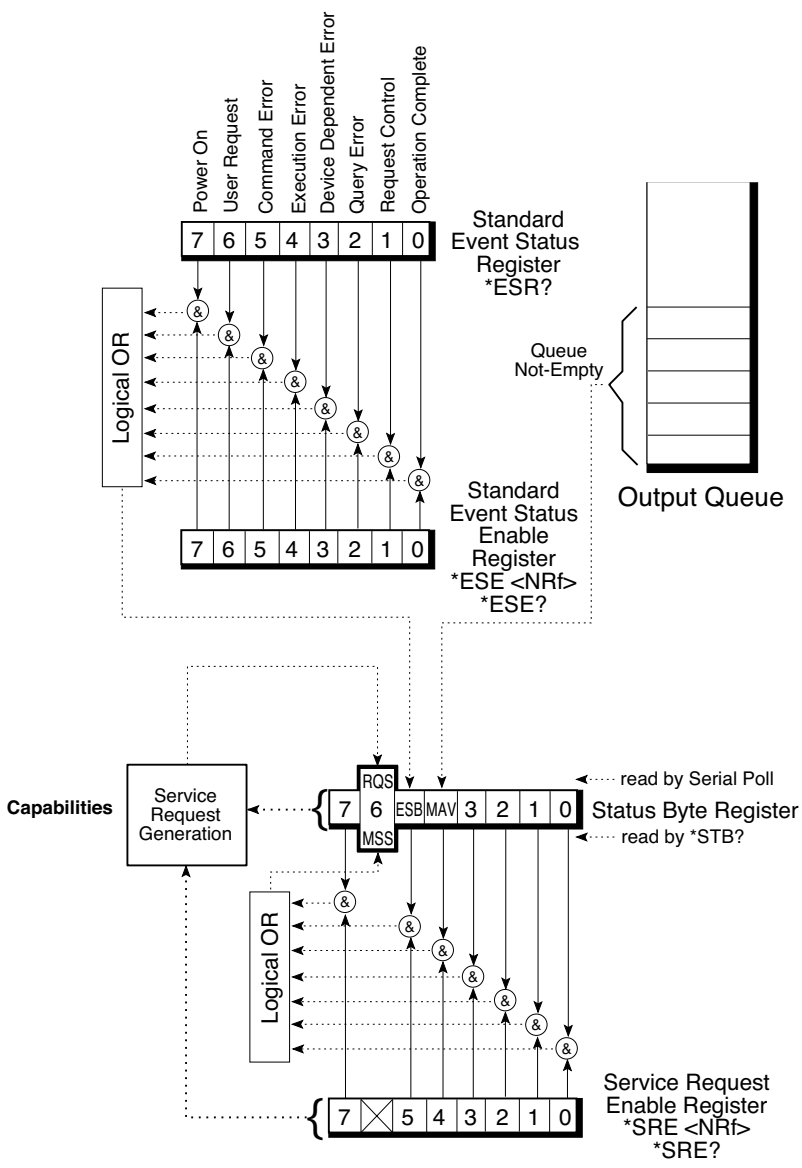 Power On
User Request
Command Error
Execution Error
Device Dependent Error
Query Error
Request Control
Operation Complete
7 6 5 4 3 2 1 0
Standard
Event Status
Register
*ESR?
&
&
&
&
&
&
&
&
Logical OR
Queue
Not-Empty
Output Queue
Standard
Event Status
Enable
Register
*ESE <NRf>
*ESE?
7 6 5 4 3 2 1 0
Capabilities
Service
Request
Generation
RQS
7 6 ESB MAV 3 2 1 0
MSS
read by Serial Poll
Status Byte Register
read by *STB?
&
&
&
&
&
&
&
Logical OR
7 5 4 3 2 1 0
Service Request
Enable Register
*SRE <NRf>
*SRE?